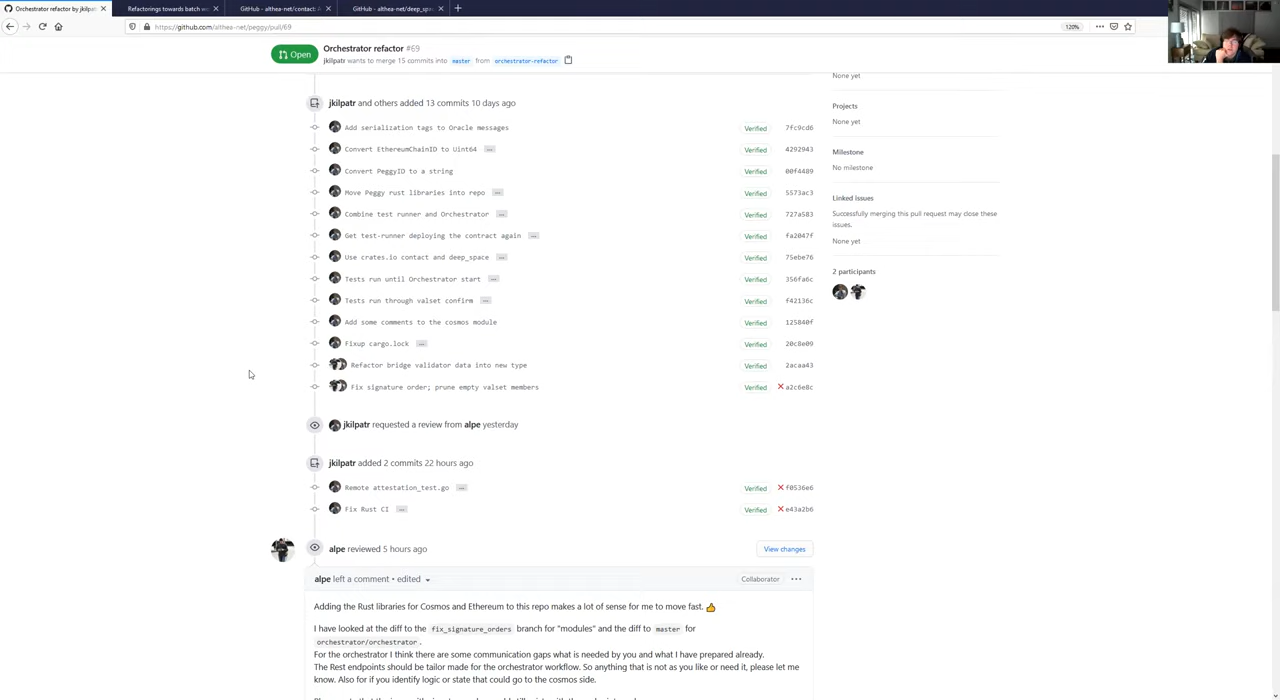 Orchestrator refactor by jkilpat
Refactorings towards batch w
GitHub - althea-net/contact: A
GitHub - althea-net/deep_spa
https://github.com/althea-net/peggy/pull/69
120%
Open
Orchestrator refactor #69
jkilpatr wants to merge 15 commits into master from orchestrator-refactor
None yet
Projects
None yet
Milestone
No milestone
Linked issues
Successfully merging this pull request may close these
issues.
None yet
2 participants
jkilpatr and others added 13 commits 10 days ago
Add serialization tags to Oracle messages Verified 7fc9cd6
Convert EthereumChainID to Uint64 … Verified 4292943
Convert PeggyID to a string Verified 00f4489
Move Peggy rust libraries into repo … Verified 5573ac3
Combine test runner and Orchestrator … Verified 727a583
Get test-runner deploying the contract again … Verified fa2047f
Use crates.io contact and deep_space … Verified 75ebe76
Tests run until Orchestrator start … Verified 356fa6c
Tests run through valset confirm … Verified f42136c
Add some comments to the cosmos module Verified 125840f
Fixup cargo.lock … Verified 20c8e09
Refactor bridge validator data into new type Verified 2acaa43
Fix signature order; prune empty valset members Verified a2c6e8c
jkilpatr requested a review from alpe yesterday
jkilpatr added 2 commits 22 hours ago
Remote attestation_test.go … Verified f0536e6
Fix Rust CI … Verified e43a2b6
alpe reviewed 5 hours ago
View changes
alpe left a comment • edited
Collaborator
Adding the Rust libraries for Cosmos and Ethereum to this repo makes a lot of sense for me to move fast. 👍
I have looked at the diff to the fix_signature_orders branch for "modules" and the diff to master for
orchestrator/orchestrator .
For the orchestrator I think there are some communication gaps what is needed by you and what I have prepared already.
The Rest endpoints should be tailor made for the orchestrator workflow. So anything that is not as you like or need it, please let me
know. Also for if you identify logic or state that could go to the cosmos side.